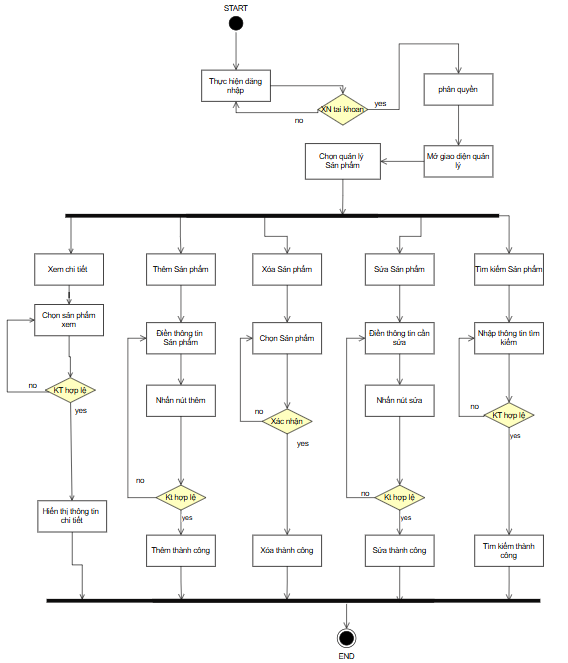 START
Thực hiện đăng
nhập
XN tai khoan
yes
no
phân quyền
Chọn quản lý
Sản phẩm
Mở giao diện quản
lý
Xem chi tiết
Thêm Sản phẩm
Xóa Sản phẩm
Sửa Sản phẩm
Tìm kiếm Sản phẩm
Chọn sản phẩm
xem
Điền thông tin
Sản phẩm
Chọn Sản phẩm
Điền thông tin cần
sửa
Nhập thông tin tìm
kiếm
no
KT hợp lệ
yes
Nhấn nút thêm
no
Xác nhận
yes
Nhấn nút sửa
no
KT hợp lệ
yes
no
Kt hợp lệ
yes
no
Kt hợp lệ
yes
Hiển thị thông tin
chi tiết
Thêm thành công
Xóa thành công
Sửa thành công
Tìm kiếm thành
công
END